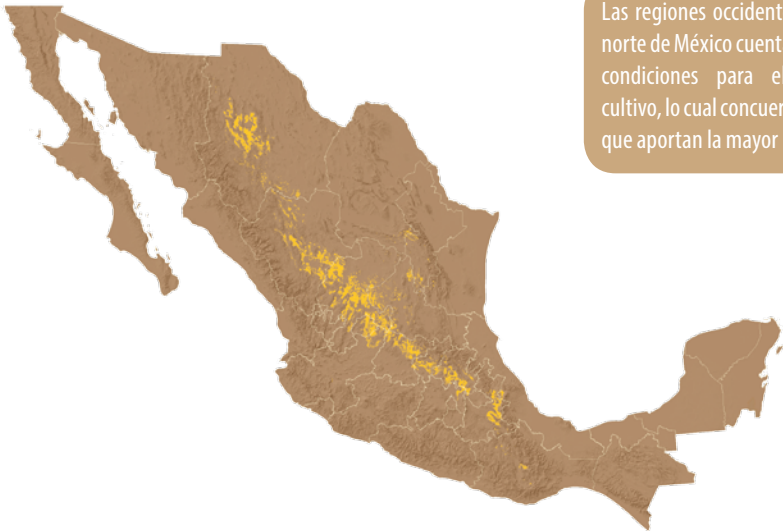 Las regiones occident
norte de México cuent
condiciones para el
cultivo, lo cual concuer
que aportan la mayor